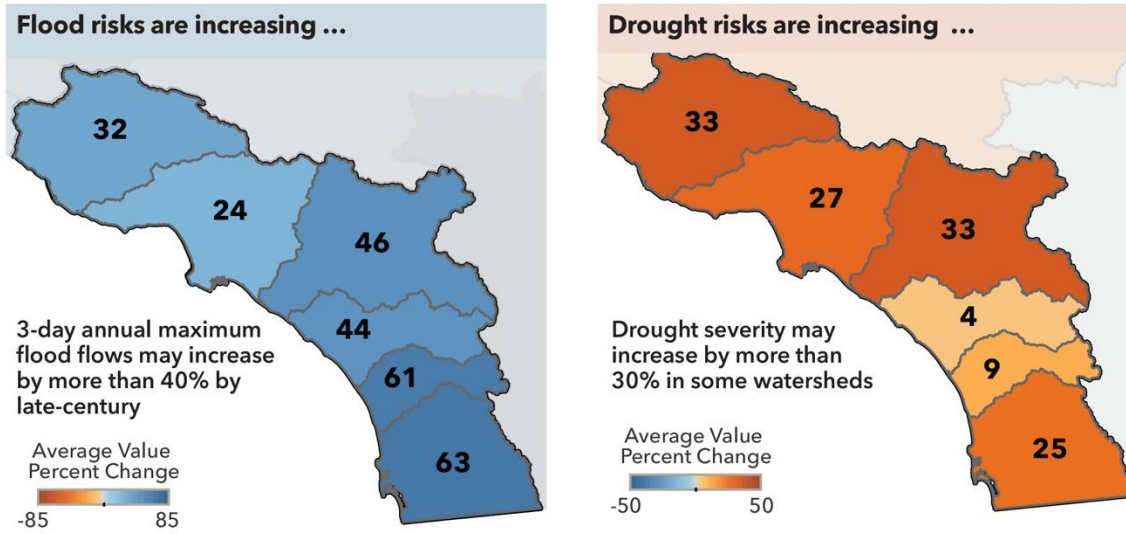 Flood risks are increasing ...
32
24
46
44
61
63
3-day annual maximum
flood flows may increase
by more than 40% by
late-century
Average Value
Percent Change
-85 85
Drought risks are increasing ...
33
27
33
4
9
25
Drought severity may
increase by more than
30% in some watersheds
Average Value
Percent Change
-50 50